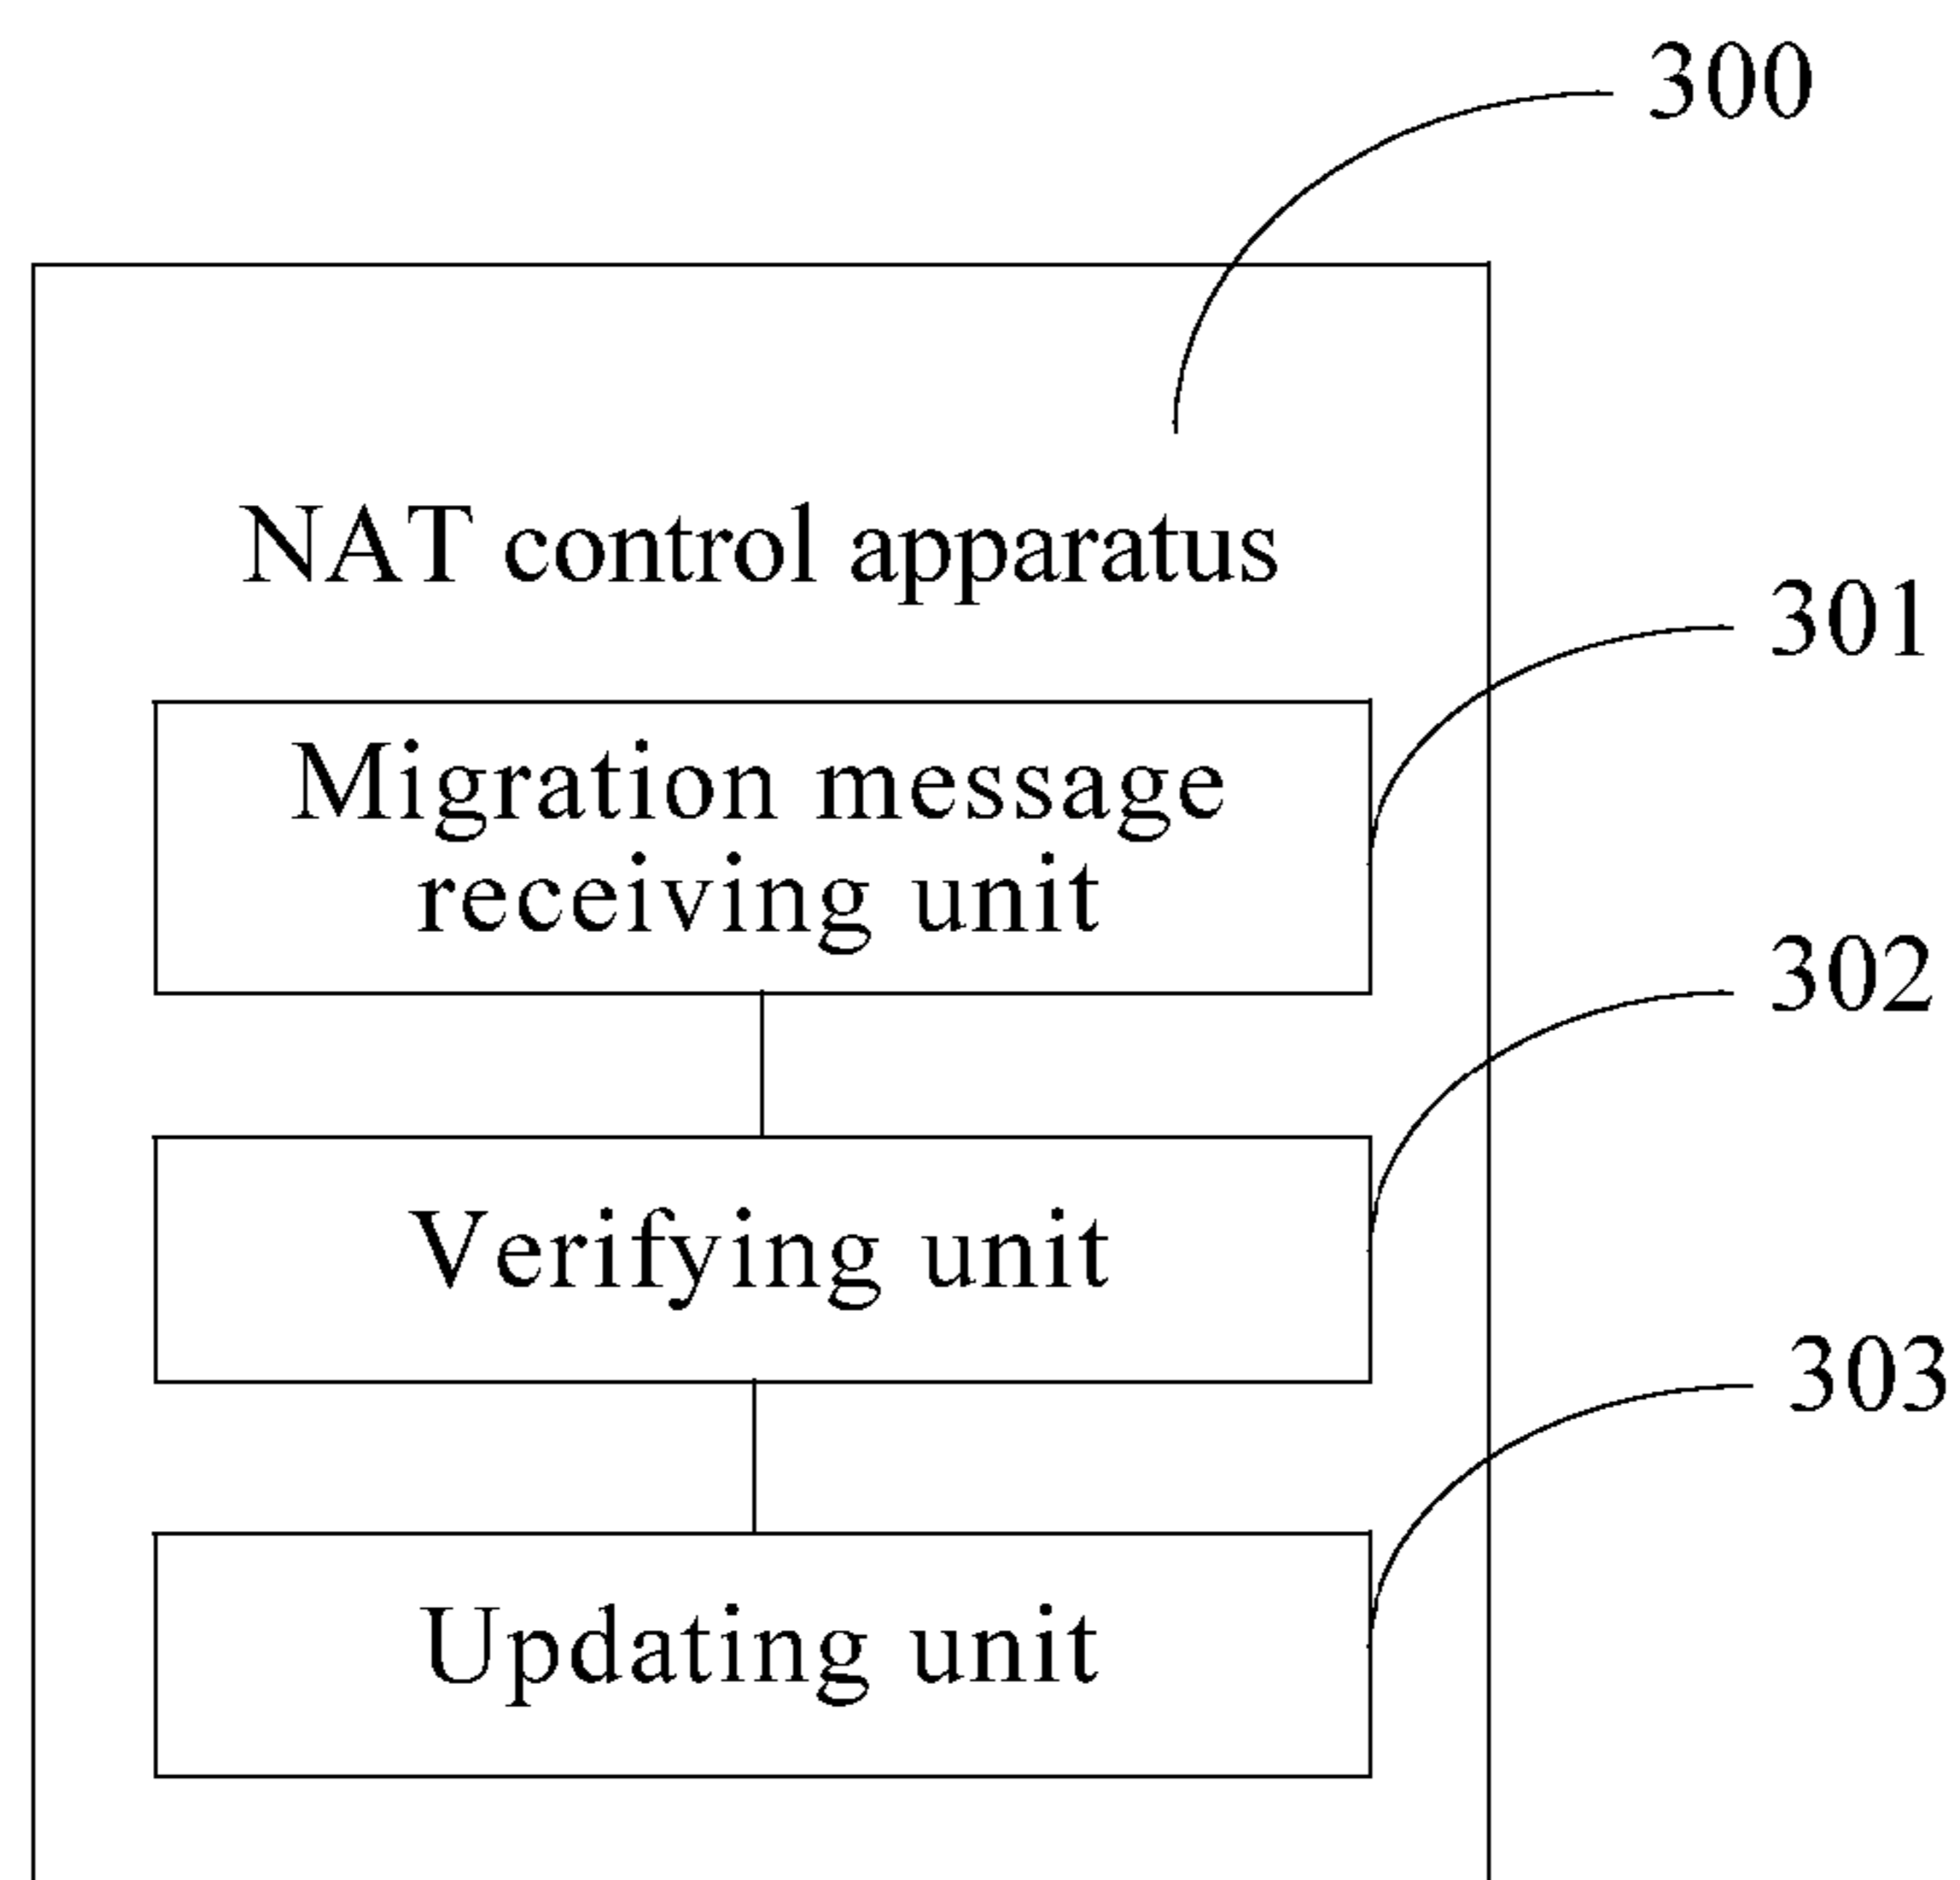 300
NAT control apparatus
301
Migration message
receiving unit
302
Verifying unit
303
Updating unit